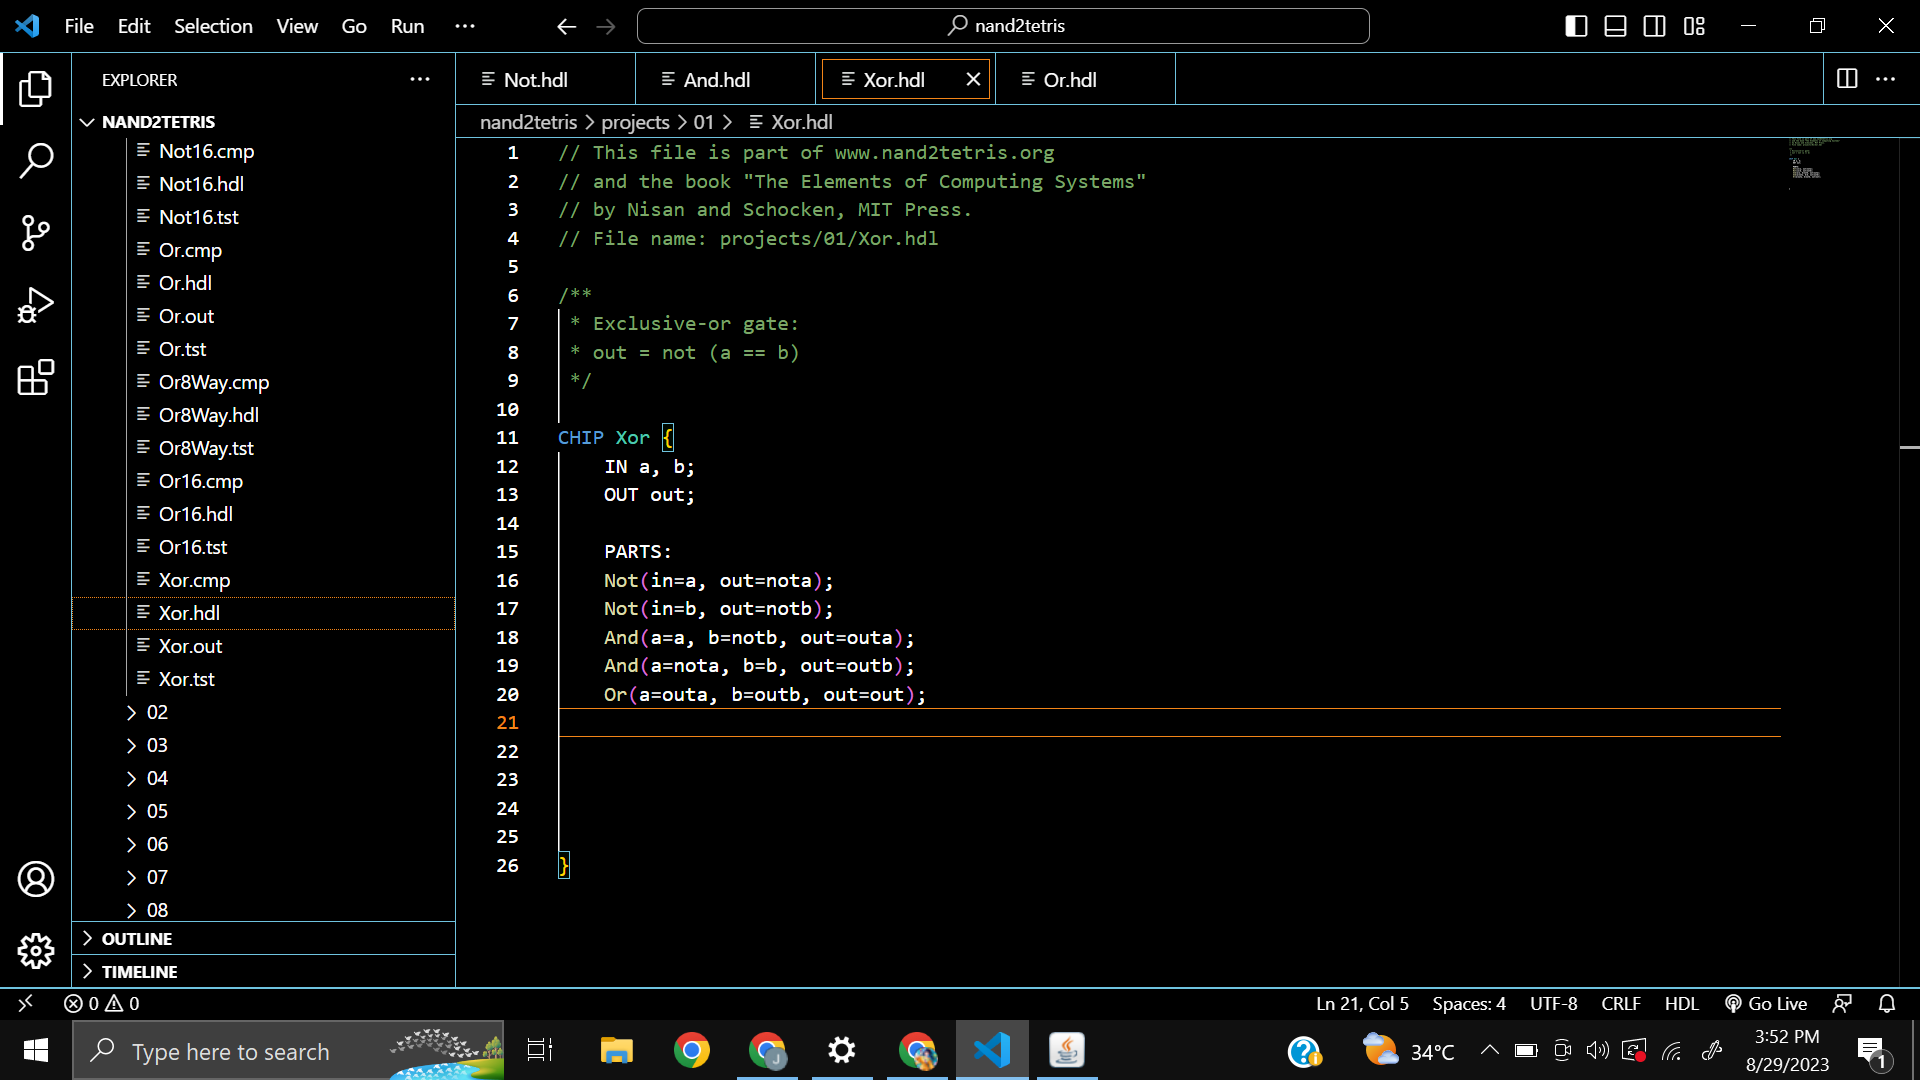 File Edit Selection View Go Run ···
nand2tetris
EXPLORER ···
Not.hdl And.hdl Xor.hdl Or.hdl ···
NAND2TETRIS
nand2tetris > projects > 01 > Xor.hdl
Not16.cmp
Not16.hdl
Not16.tst
Or.cmp
Or.hdl
Or.out
Or.tst
Or8Way.cmp
Or8Way.hdl
Or8Way.tst
Or16.cmp
Or16.hdl
Or16.tst
Xor.cmp
Xor.hdl
Xor.out
Xor.tst
02
03
04
05
06
07
08
OUTLINE
TIMELINE
1 // This file is part of www.nand2tetris.org
2 // and the book "The Elements of Computing Systems"
3 // by Nisan and Schocken, MIT Press.
4 // File name: projects/01/Xor.hdl
5
6 /**
7 * Exclusive-or gate:
8 * out = not (a == b)
9 */
10
11 CHIP Xor {
12 IN a, b;
13 OUT out;
14
15 PARTS:
16 Not(in=a, out=nota);
17 Not(in=b, out=notb);
18 And(a=a, b=notb, out=outa);
19 And(a=nota, b=b, out=outb);
20 Or(a=outa, b=outb, out=out);
21
22
23
24
25
26 }
0 0 Ln 21, Col 5 Spaces: 4 UTF-8 CRLF HDL Go Live
Type here to search
J
34°C
3:52 PM
8/29/2023
1